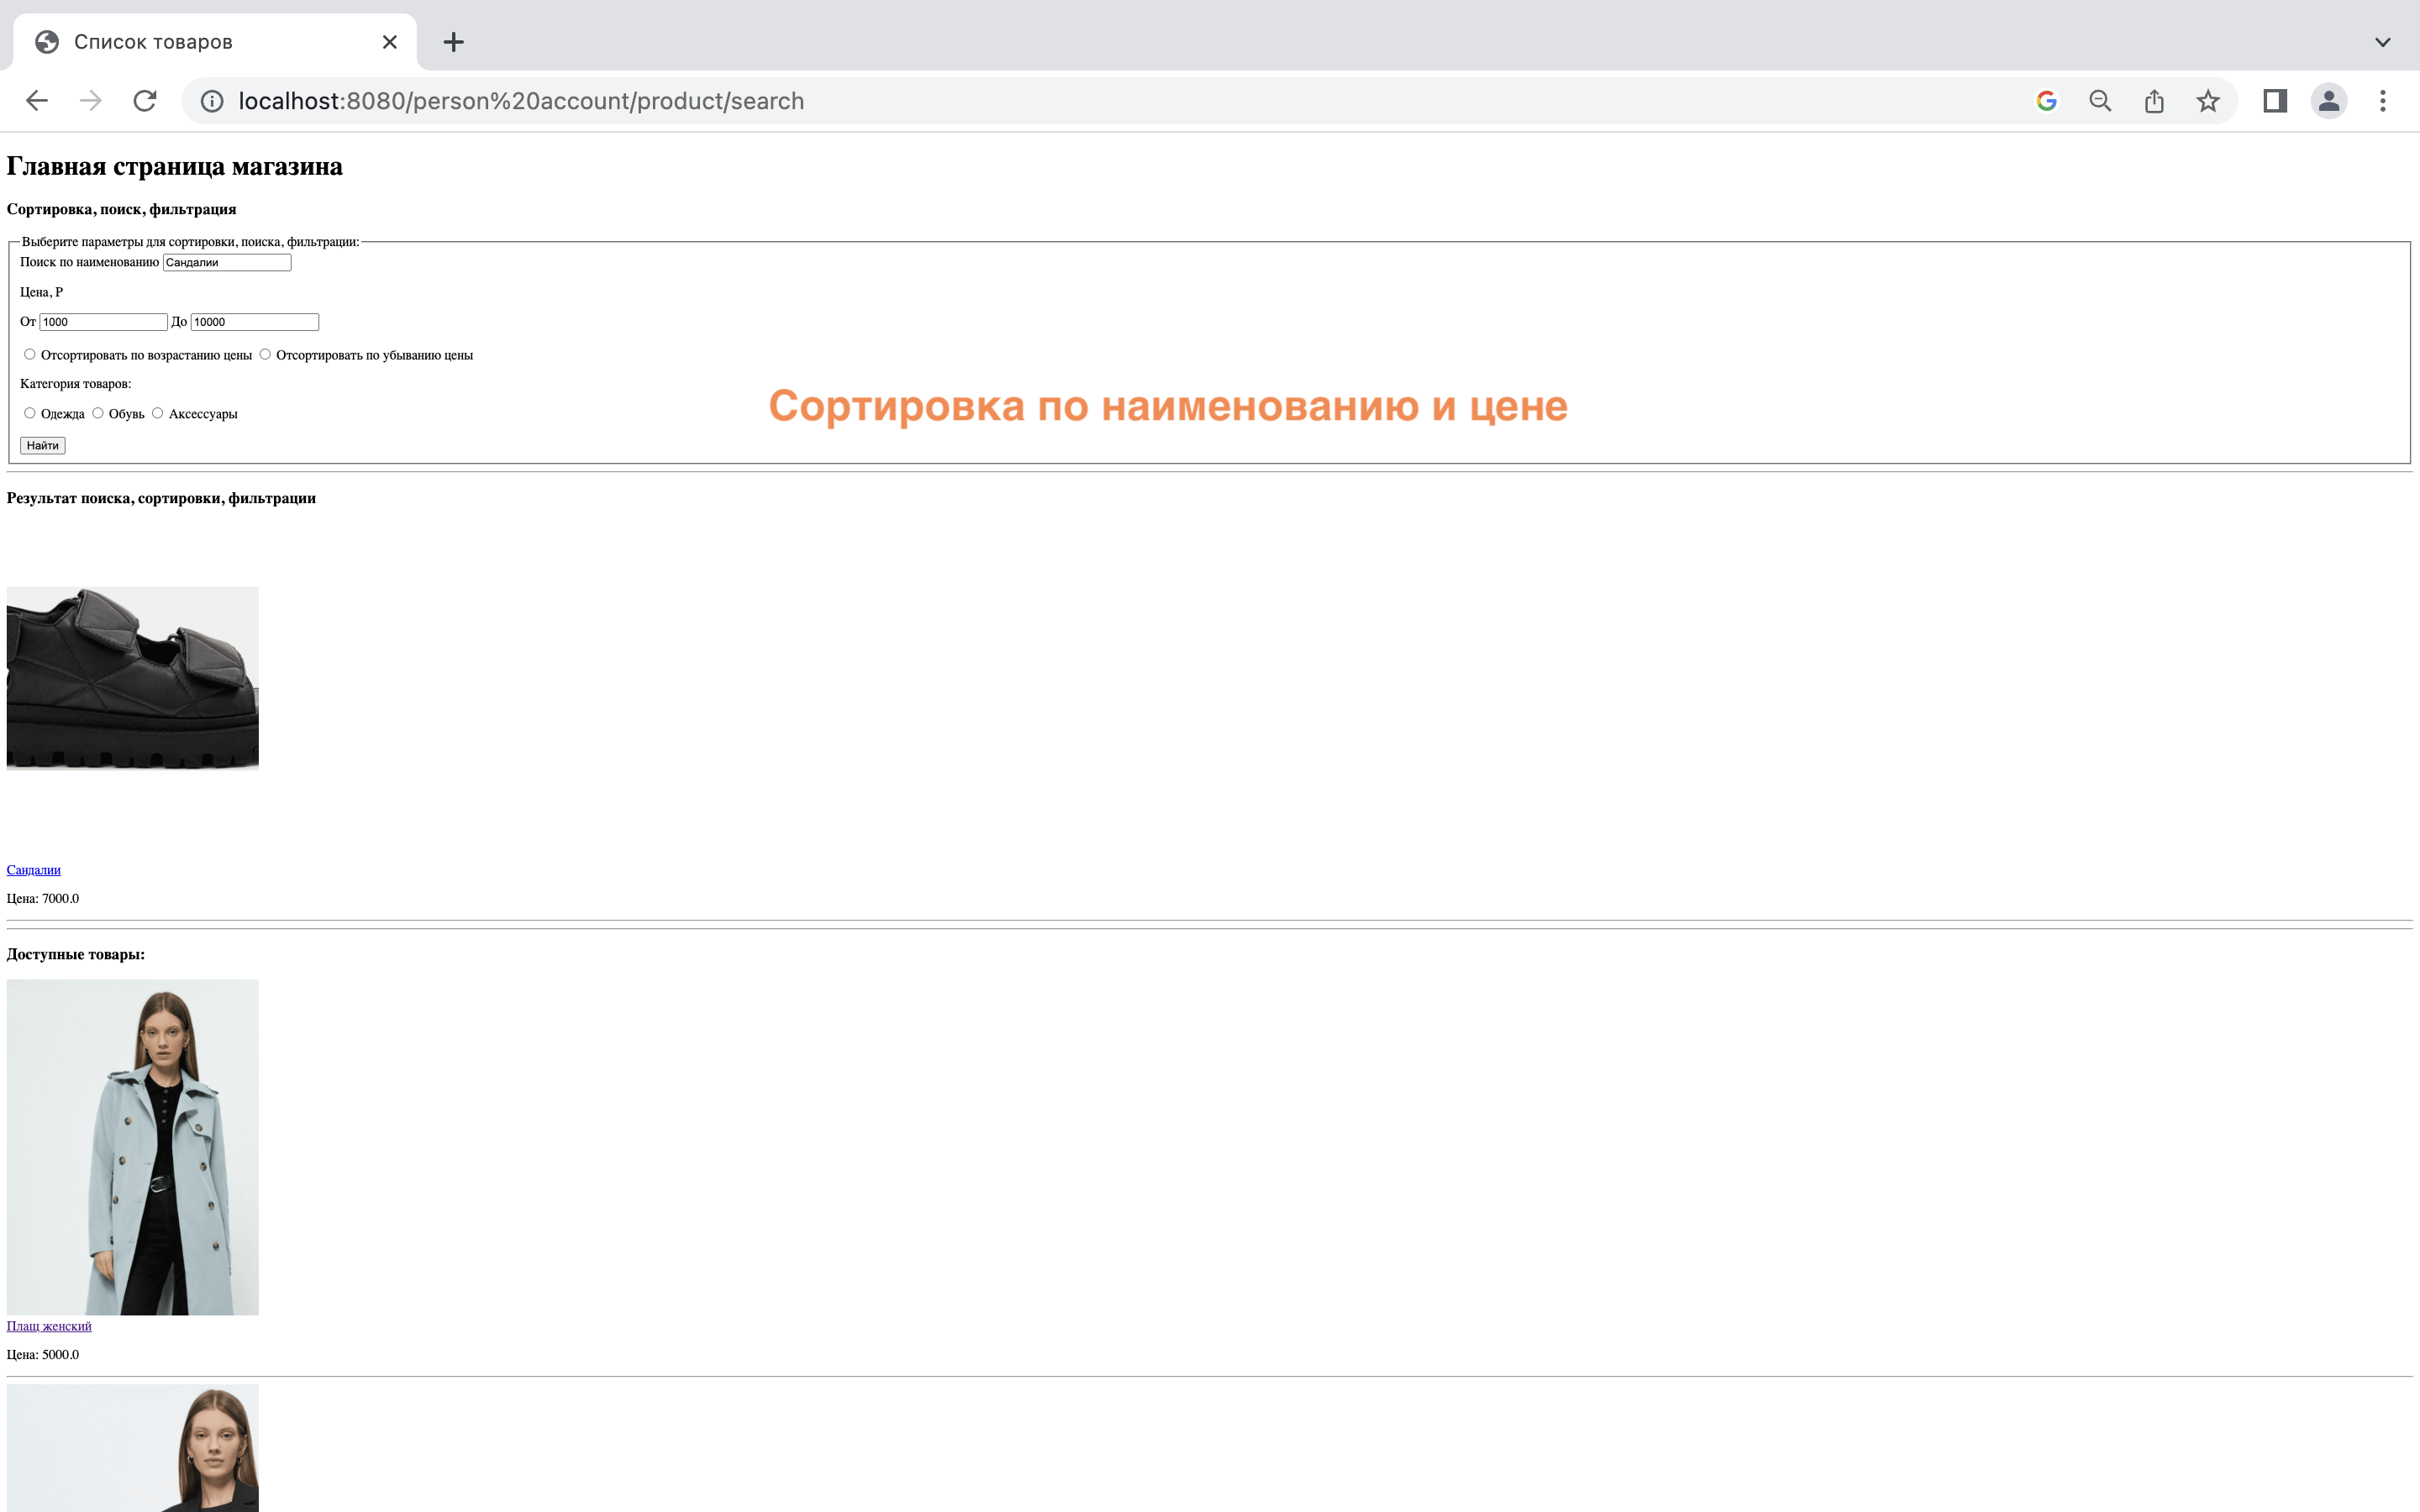 Список товаров
localhost:8080/person%20account/product/search
Главная страница магазина
Сортировка, поиск, фильтрация
Выберите параметры для сортировки, поиска, фильтрации:
Поиск по наименованию Сандалии
Цена, Р
От 1000 До 10000
Отсортировать по возрастанию цены Отсортировать по убыванию цены
Категория товаров:
Сортировка по наименованию и цене
Одежда Обувь Аксессуары
Найти
Результат поиска, сортировки, фильтрации
Сандалии
Цена: 7000.0
Доступные товары:
Плащ женский
Цена: 5000.0